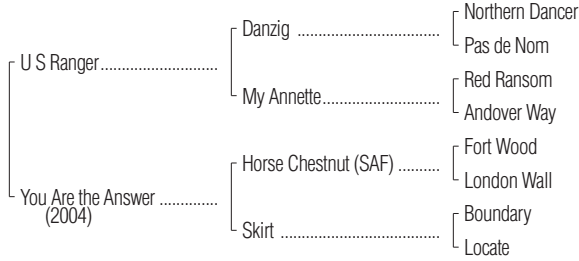 Northern Dancer
Danzig ..................................
Pas de Nom
U S Ranger...........................
Red Ransom
My Annette............................
Andover Way
Fort Wood
Horse Chestnut (SAF) ..........
London Wall
You Are the Answer ..............
(2004)
Boundary
Skirt ......................................
Locate